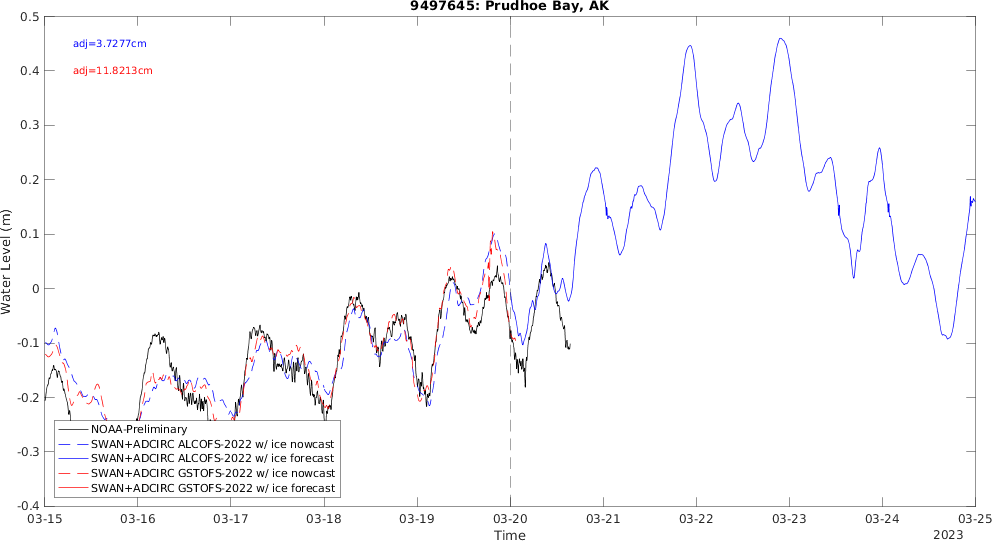 9497645: Prudhoe Bay, AK
adj=3.7277cm
adj=11.8213cm
0.5
0.4
0.3
0.2
0.1
0
-0.1
-0.2
-0.3
-0.4
Water Level (m)
NOAA-Preliminary
SWAN+ADCIRC ALCOFS-2022 w/ ice nowcast
SWAN+ADCIRC ALCOFS-2022 w/ ice forecast
SWAN+ADCIRC GSTOFS-2022 w/ ice nowcast
SWAN+ADCIRC GSTOFS-2022 w/ ice forecast
03-15 03-16 03-17 03-18 03-19 03-20 03-21 03-22 03-23 03-24 03-25
Time
2023